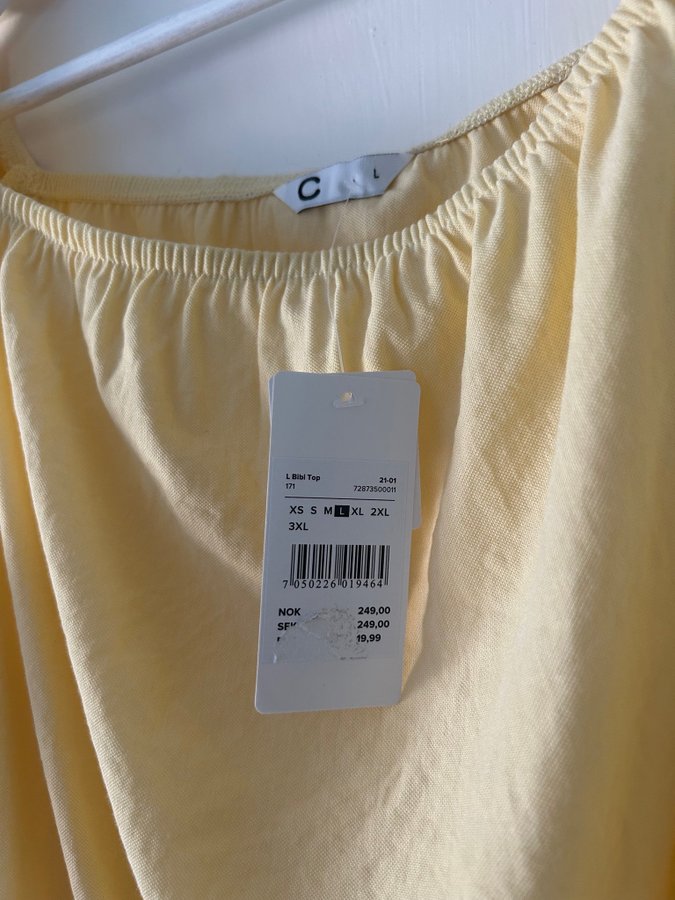 C L
L Bibi Top 21-01
171 72873500011
XS S M L XL 2XL
3XL
7 050226 019464
NOK 249,00
SEK 249,00
19,99